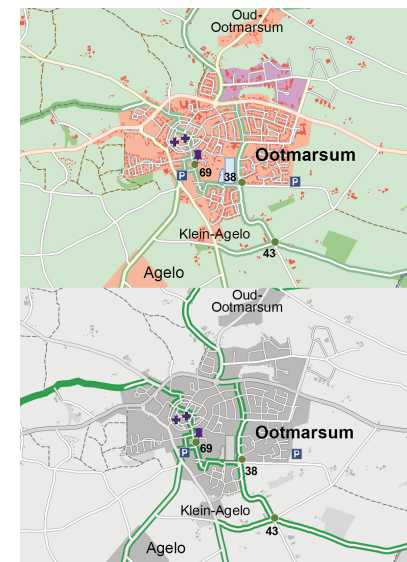 Oud-
Ootmarsum
Ootmarsum
P
69
38
P
Klein-Agelo
43
Agelo
Oud-
Ootmarsum
Ootmarsum
69
P
P
38
Klein-Agelo
43
Agelo